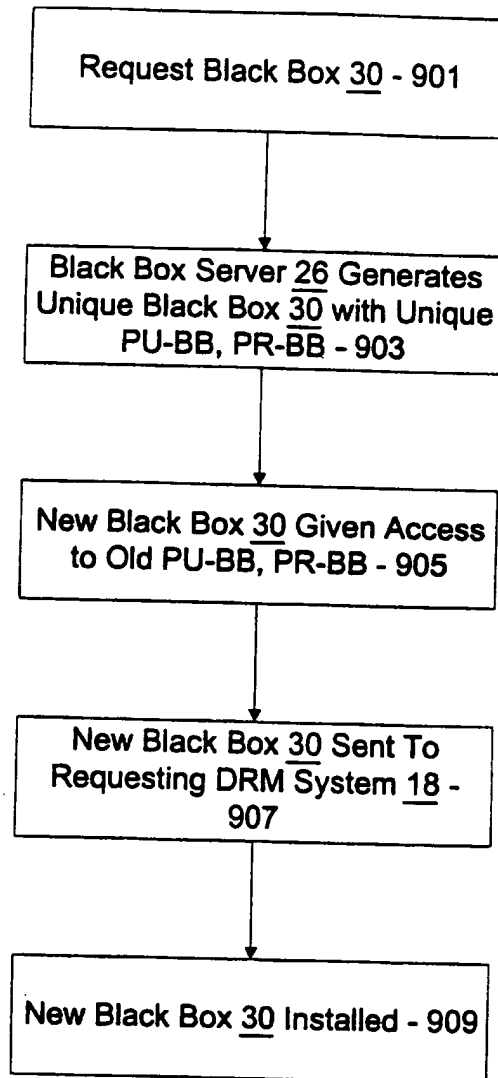 Request Black Box 30 - 901
Black Box Server 26 Generates
Unique Black Box 30 with Unique
PU-BB, PR-BB - 903
New Black Box 30 Given Access
to Old PU-BB, PR-BB - 905
New Black Box 30 Sent To
Requesting DRM System 18 -
907
New Black Box 30 Installed - 909